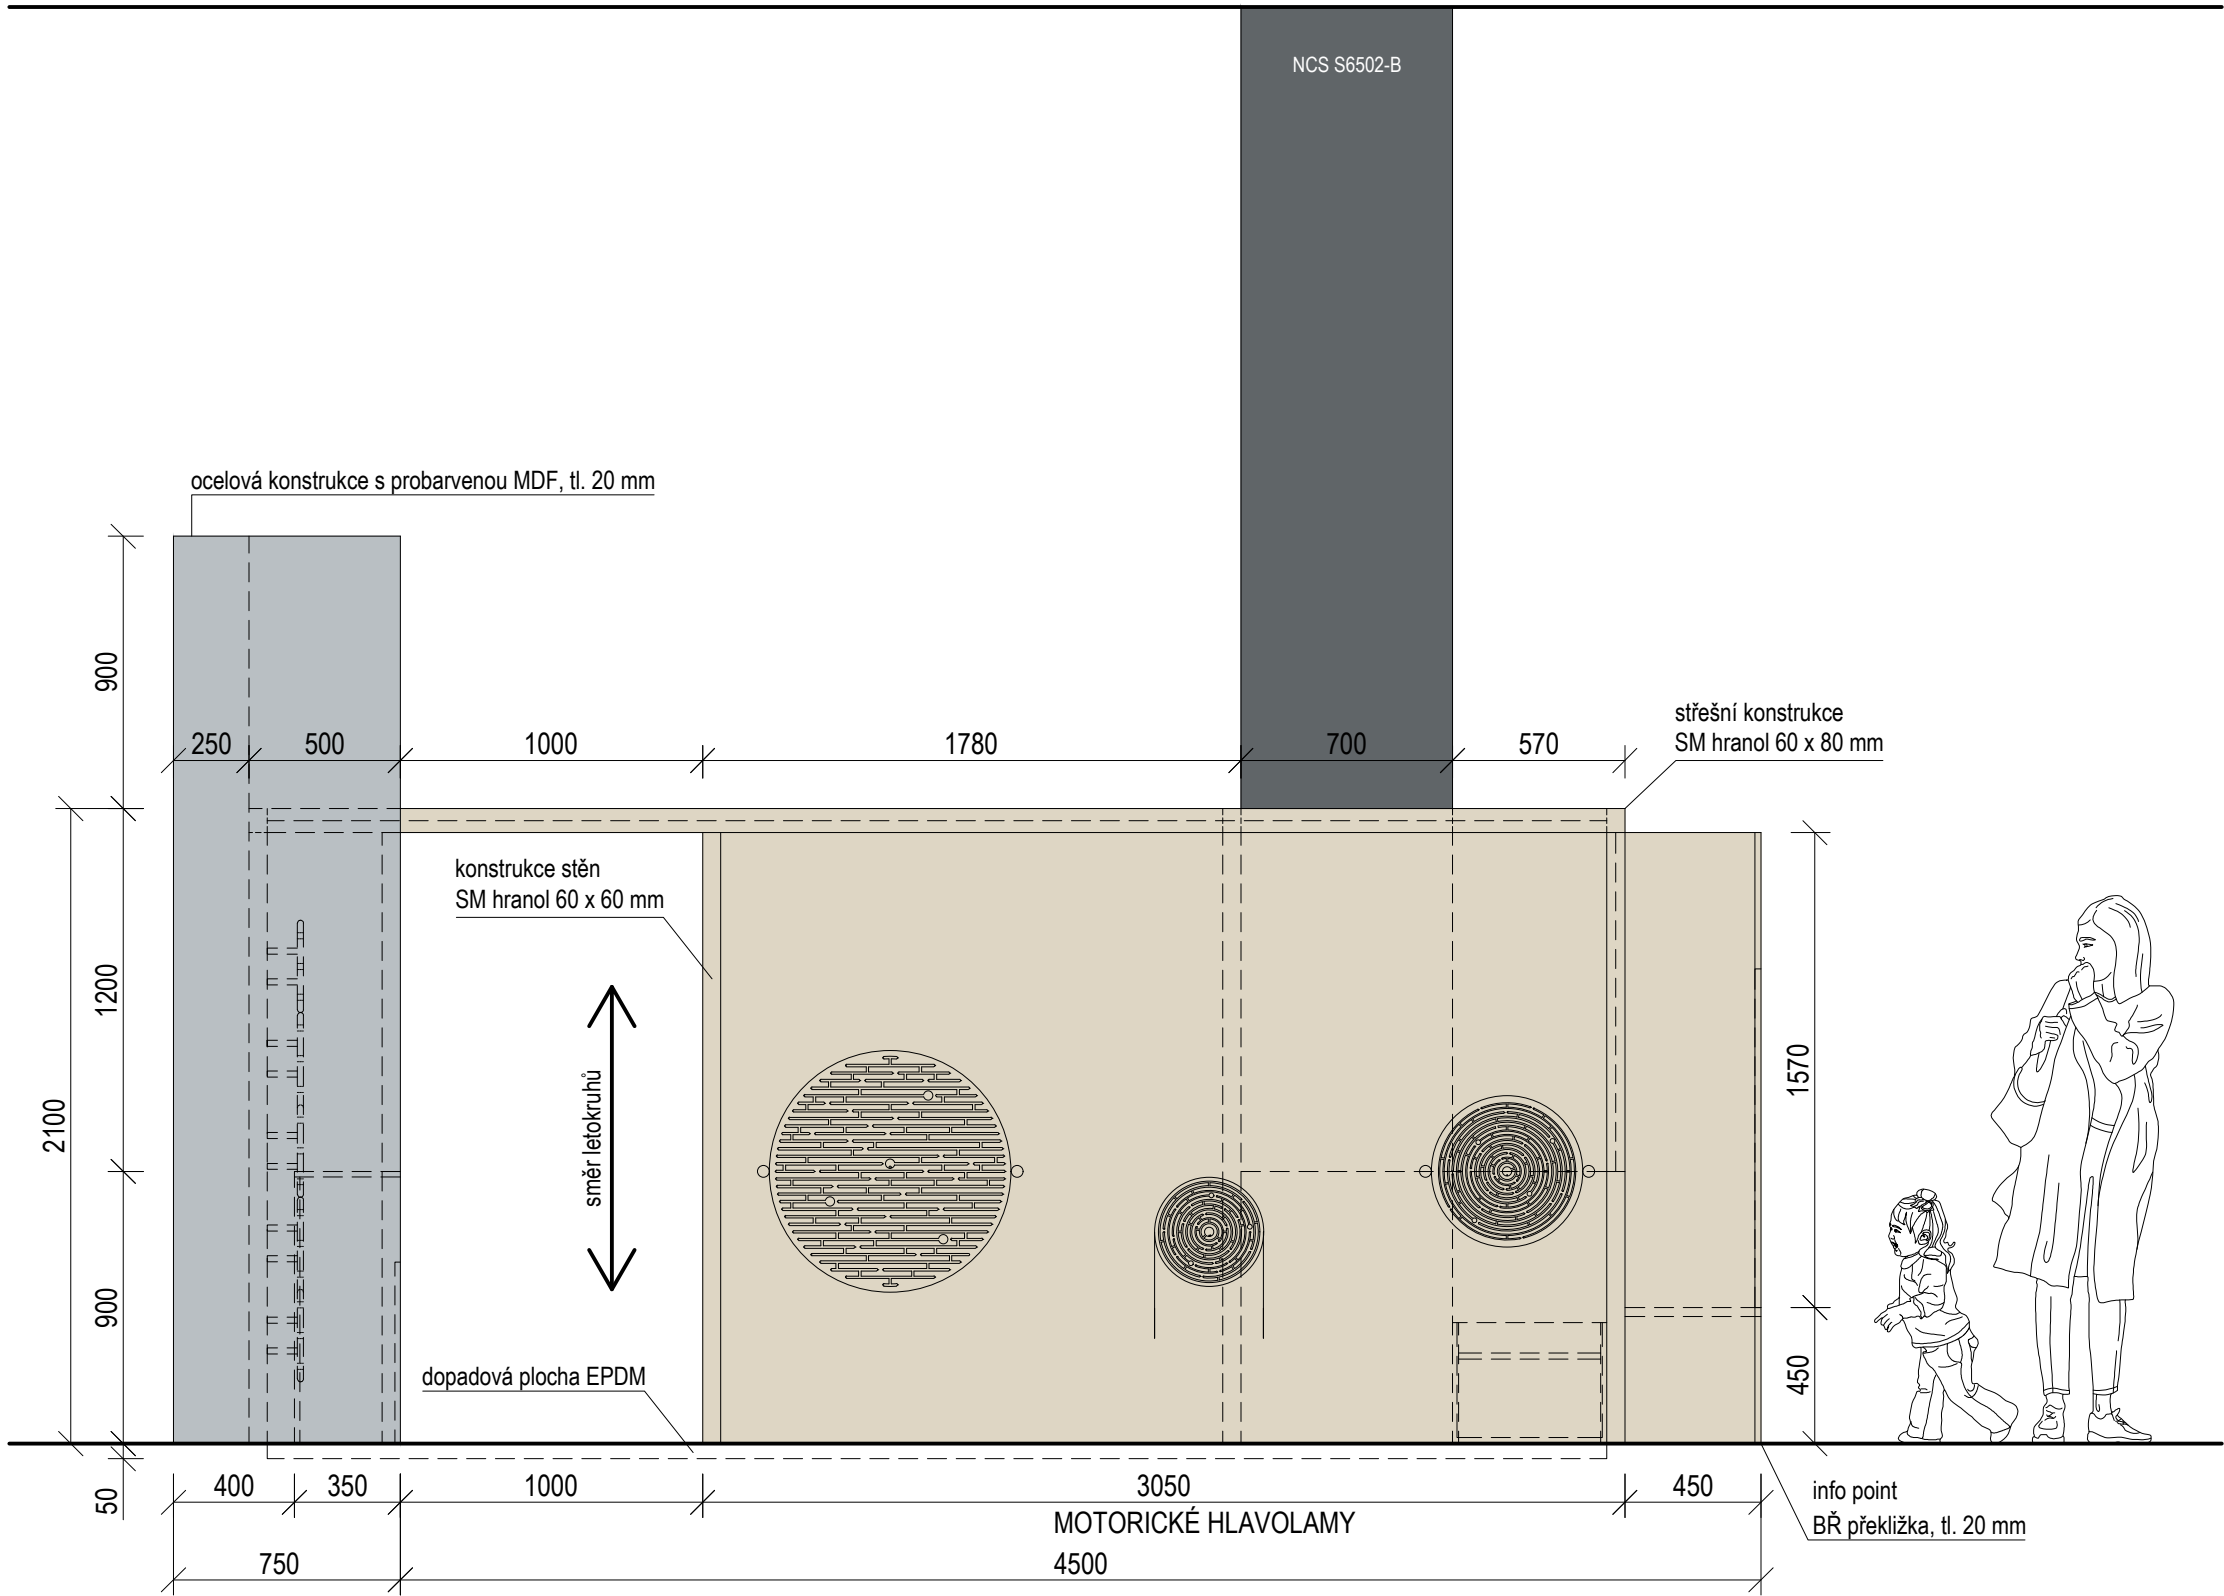 NCS S6502-B
ocelová konstrukce s probarvenou MDF, tl. 20 mm
900
250
500
1000
1780
700
570
střešní konstrukce
SM hranol 60 x 80 mm
konstrukce stěn
SM hranol 60 x 60 mm
1200
2100
směr letokruhů
1570
900
450
dopadová plocha EPDM
50
400
350
1000
3050
450
MOTORICKÉ HLAVOLAMY
info point
BŘ překližka, tl. 20 mm
750
4500